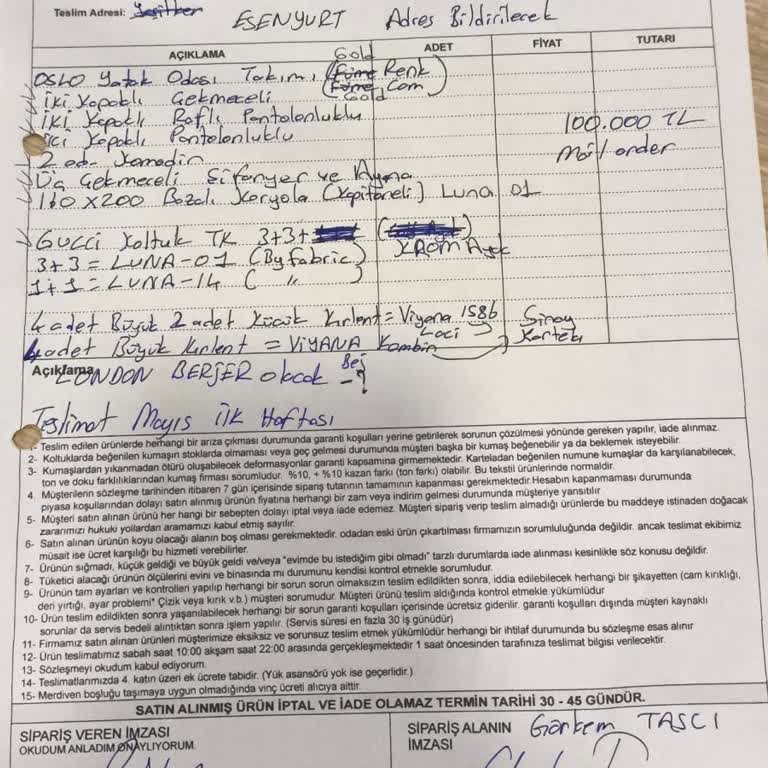 Teslim Adresi: Yeşilkent ESENYURT Adres Bildirilecek
AÇIKLAMA ADET FİYAT TUTARI
Gold
OSLO Yatak Odası Takımı (Füme Renk
(Füme Cam)
Gold
İki Kapaklı Çekmeceli
İki Kapaklı Raflı Pantolonluklu
İki Kapaklı Pantolonluklu
100.000 TL
Mail order
2 ad. Komodin
Üç Çekmeceli Şifonyer ve Ayna
160x200 Bazalı Karyola (Kapitoneli) Luna 01
GUCCI Koltuk TK 3+3+
KROM Ayak
3+3 = LUNA-01 (By Fabric)
1+1 = LUNA-14 ( " )
4 adet Büyük 2 adet Küçük Kırlent = Viyana 1586 Laci
Siray Kartela
4 adet Büyük Kırlent = VİYANA Kombin
Açıklama
LONDON BERJER olacak Bej - ?
Teslimat Mayıs ilk Haftası
1- Teslim edilen ürünlerde herhangi bir arıza çıkması durumunda garanti koşulları yerine getirilerek sorunun çözülmesi yönünde gereken yapılır, iade alınmaz.
2- Koltuklarda beğenilen kumaşın stoklarda olmaması veya geç gelmesi durumunda müşteri başka bir kumaş beğenebilir ya da beklemek isteyebilir.
3- Kumaşlardan yıkanmadan ötürü oluşabilecek deformasyonlar garanti kapsamına girmemektedir. Karteladan beğenilen numune kumaşlar da karşılanabilecek,
ton ve doku farklılıklarından kumaş firması sorumludur. %10, + %10 kazan farkı (ton farkı) olabilir. Bu tekstil ürünlerinde normaldir.
4 Müşterilerin sözleşme tarihinden itibaren 7 gün içerisinde sipariş tutarının tamamının kapanması gerekmektedir.Hesabın kapanmaması durumunda
piyasa koşullarından dolayı satın alınmış ürünün fiyatına herhangi bir zam veya indirim gelmesi durumunda müşteriye yansıtılır
5- Müşteri satın alınan ürünü her hangi bir sebepten dolayı iptal veya iade edemez. Müşteri sipariş verip teslim almadığı ürünlerde bu maddeye istinaden doğacak
zararımızı hukuki yollardan aramamızı kabul etmiş sayılır.
6- Satın alınan ürünün koyu olacağı alanın boş olması gerekmektedir. odadan eski ürün çıkartılması firmamızın sorumluluğunda değildir. ancak teslimat ekibimiz
müsait ise ücret karşılığı bu hizmeti verebilirler.
7- Ürünün sığmadı, küçük geldiği ve büyük geldi ve/veya "evimde bu istediğim gibi olmadı" tarzlı durumlarda iade alınması kesinlikle söz konusu değildir.
8- Tüketici alacağı ürünün ölçülerini evini ve binasında mı durumunu kendisi kontrol etmekle sorumludur.
9- Ürünün tam ayarları ve kontrolleri yapılıp herhangi bir sorun sorun olmaksızın teslim edildikten sonra, iddia edilebilecek herhangi bir şikayetten (cam kırıklığı,
deri yırtığı, ayar problemi* Çizik veya kırık v.b.) müşteri sorumudur. Müşteri ürünü teslim aldığında kontrol etmekle yükümlüdür
10- Ürün teslim edildikten sonra yaşanılabilecek herhangi bir sorun garanti koşulları içerisinde ücretsiz giderilir. garanti koşulları dışında müşteri kaynaklı
sorunlar da servis bedeli alıntıktan sonra işlem yapılır. (Servis süresi en fazla 30 iş günüdür)
11- Firmamız satın alınan ürünleri müşterimize eksiksiz ve sorunsuz teslim etmek yükümlüdür herhangi bir ihtilaf durumunda bu sözleşme esas alınır
12- Ürün teslimatımız sabah saat 10:00 akşam saat 22:00 arasında gerçekleşmektedir 1 saat öncesinden tarafınıza teslimat bilgisi verilecektir.
13- Sözleşmeyi okudum kabul ediyorum.
14- Teslimatlarımızda 4. katın üzeri ek ücrete tabidir. (Yük asansörü yok ise geçerlidir.)
15- Merdiven boşluğu taşımaya uygun olmadığında vinç ücreti alıcıya aittir.
SATIN ALINMIŞ ÜRÜN İPTAL VE İADE OLAMAZ TERMİN TARİHİ 30 - 45 GÜNDÜR.
SİPARİŞ VEREN İMZASI
OKUDUM ANLADIM ONAYLIYORUM.
SİPARİŞ ALANIN Görkem TASCI
İMZASI